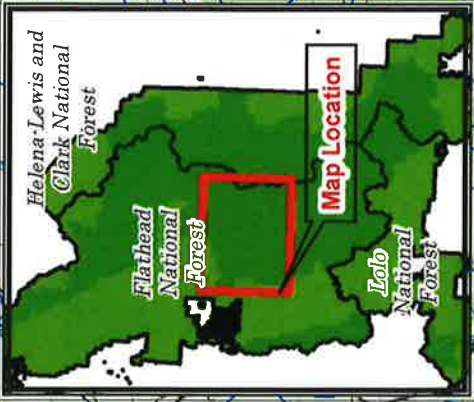 Helena-Lewis and
Clark National
Forest
Flathead
National
Forest
Map Location
Lolo
National
Forest